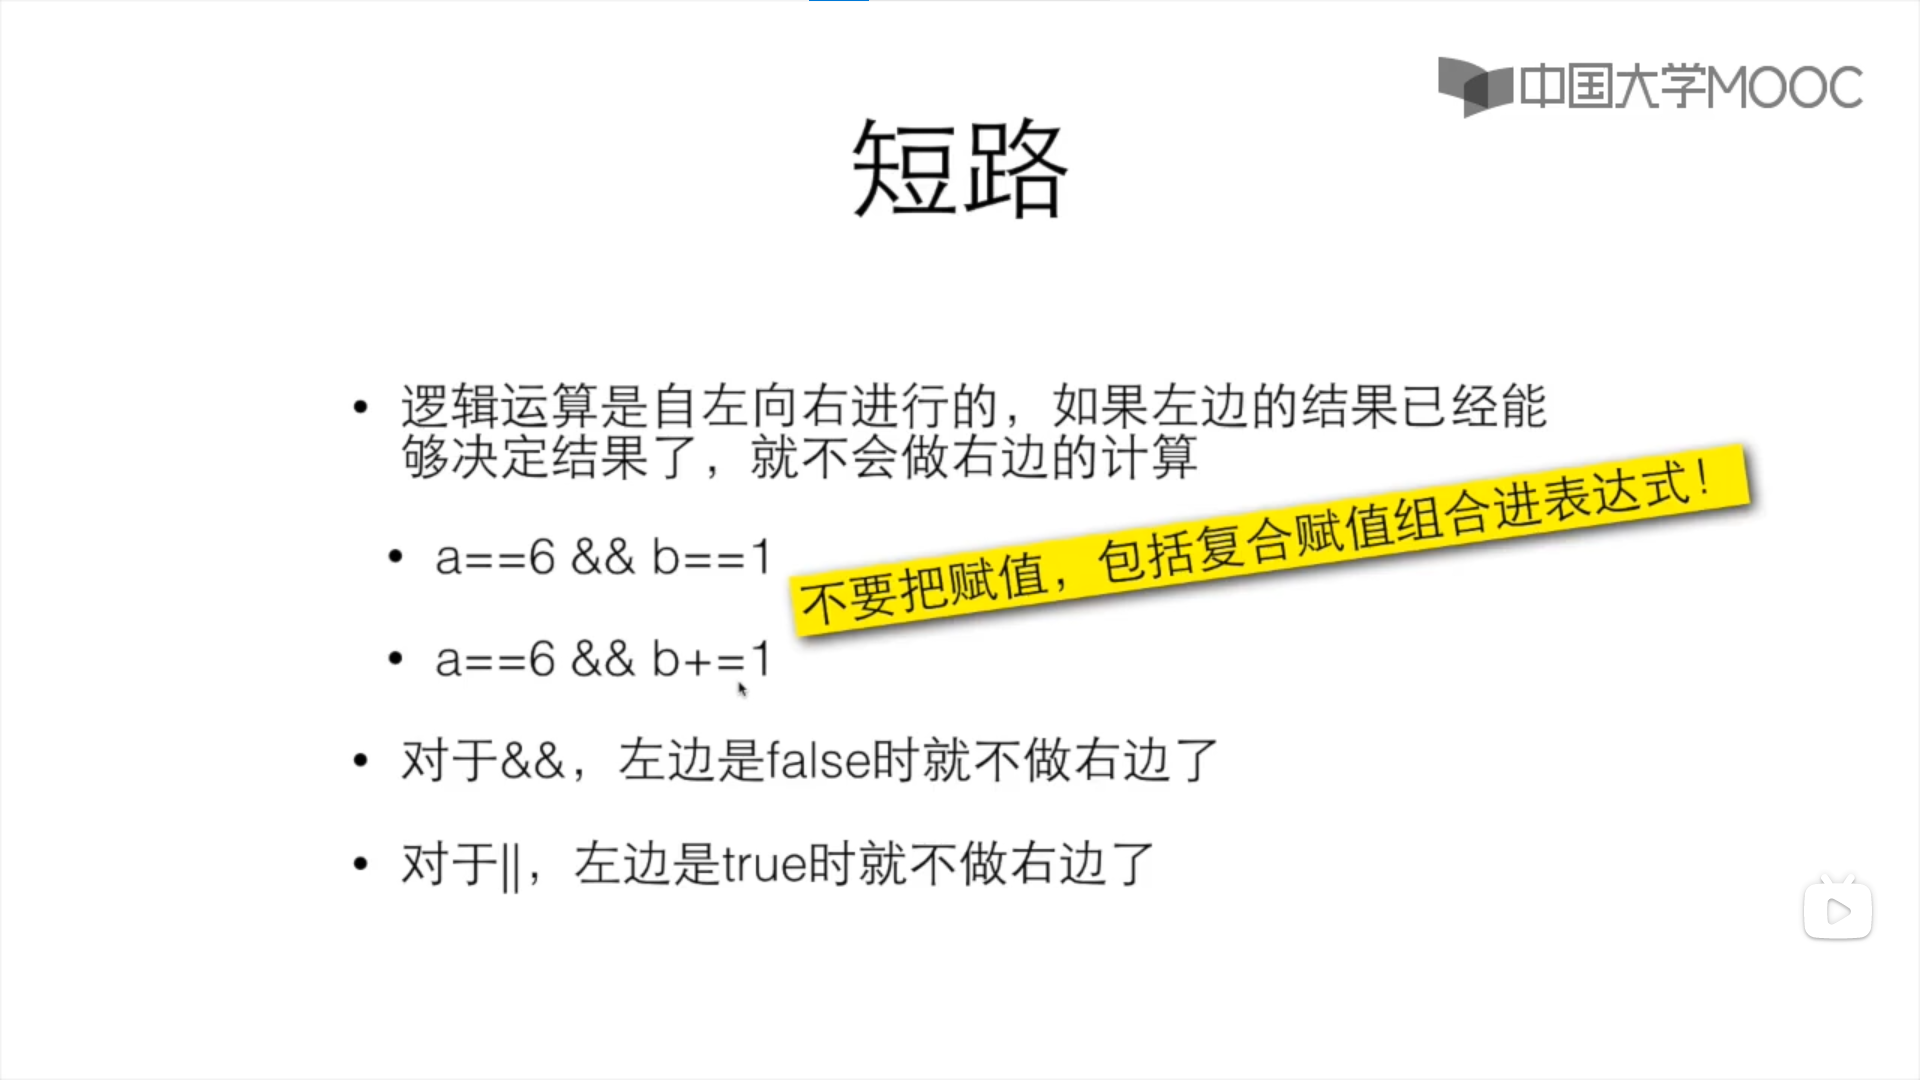 中国大学MOOC
短路
• 逻辑运算是自左向右进行的，如果左边的结果已经能
够决定结果了，就不会做右边的计算
不要把赋值，包括复合赋值组合进表达式！
• a==6 && b==1
• a==6 && b+=1
• 对于&&，左边是false时就不做右边了
• 对于||，左边是true时就不做右边了